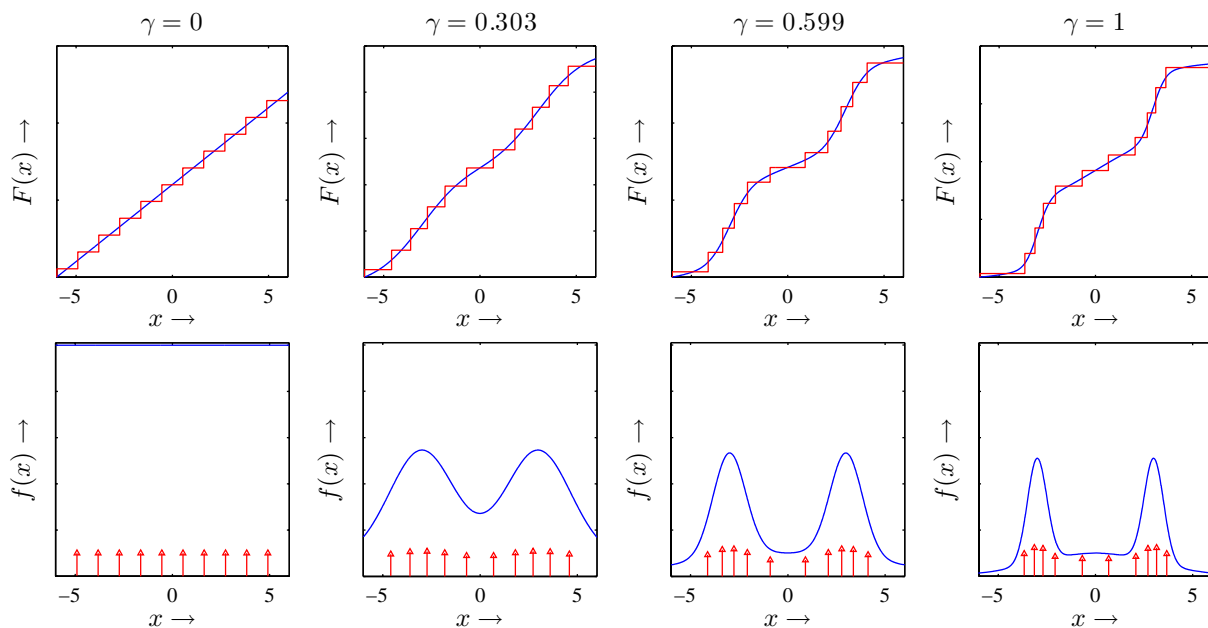 γ = 0
γ = 0.303
γ = 0.599
γ = 1
F(x) →
F(x) →
F(x) →
F(x) →
−5 0 5
−5 0 5
−5 0 5
−5 0 5
x →
x →
x →
x →
f(x) →
f(x) →
f(x) →
f(x) →
−5 0 5
−5 0 5
−5 0 5
−5 0 5
x →
x →
x →
x →